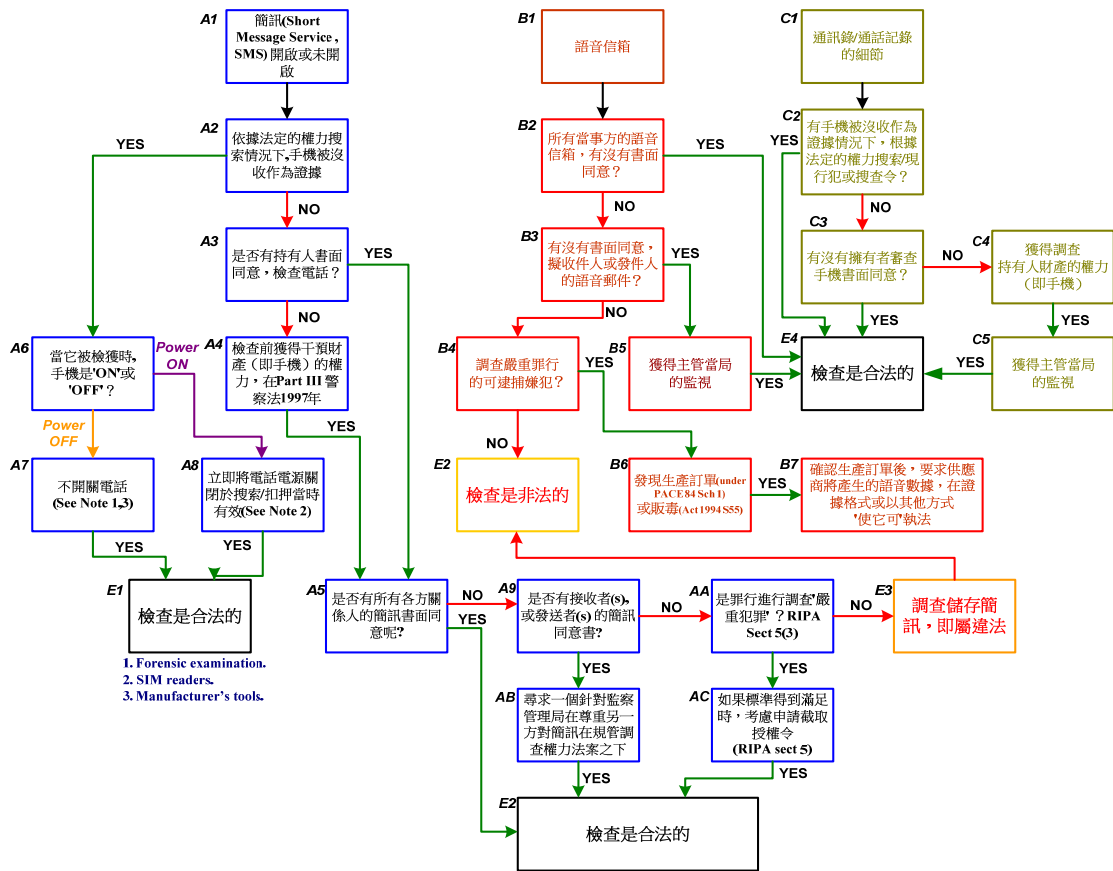 A1
簡訊(Short
Message Service ,
SMS) 開啟或未開
啟
B1
語音信箱
C1
通訊錄/通話記錄
的細節
A2
依據法定的權力搜
索情況下,手機被沒
收作為證據
YES
NO
B2
所有當事方的語音
信箱，有沒有書面
同意？
YES
NO
C2
有手機被沒收作為
證據情況下，根據
法定的權力搜索/現
行犯或搜查令？
YES
NO
A3
是否有持有人書面
同意，檢查電話？
YES
NO
B3
有沒有書面同意，
擬收件人或發件人
的語音郵件？
YES
NO
C3
有沒有擁有者審查
手機書面同意？
NO
YES
C4
獲得調查
持有人財產的權力
（即手機）
YES
A6
當它被檢獲時,
手機是'ON'或
'OFF'？
Power
ON
Power
OFF
A4
檢查前獲得干預財
產（即手機）的權
力，在Part III 警
察法1997年
YES
B4
調查嚴重罪行
的可逮捕嫌犯？
YES
NO
B5
獲得主管當局
的監視
YES
E4
檢查是合法的
C5
獲得主管當局
的監視
YES
A7
不開關電話
(See Note 1,3)
YES
A8
立即將電話電源關
閉於搜索/扣押當時
有效(See Note 2)
YES
E2
檢查是非法的
B6
發現生產訂單(under
PACE84 Sch I)
或販毒(Act 1994 S55)
YES
B7
確認生產訂單後，要求供應
商將產生的語音數據，在證
據格式或以其他方式
'使它可'執法
E1
檢查是合法的
1. Forensic examination.
2. SIM readers.
3. Manufacturer's tools.
A5
是否有所有各方關
係人的簡訊書面同
意呢?
NO
YES
A9
是否有接收者(s),
或發送者(s) 的簡訊
同意書?
NO
YES
AA
是罪行進行調查'嚴
重犯罪'？RIPA
Sect 5(3)
NO
YES
E3
調查儲存簡
訊，即屬違法
AB
尋求一個針對監察
管理局在尊重另一
方對簡訊在規管調
查權力法案之下
YES
AC
如果標準得到滿足
時，考慮申請截取
授權令
(RIPA sect 5)
YES
E2
檢查是合法的